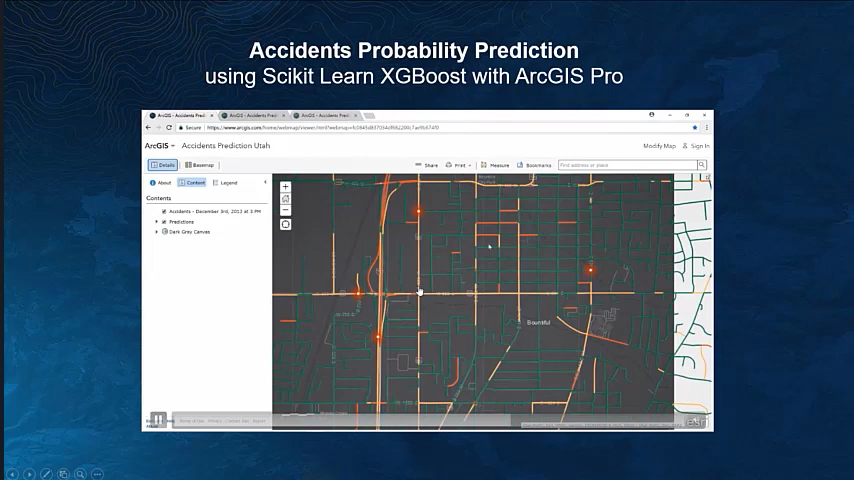 Accidents Probability Prediction
using Scikit Learn XGBoost with ArcGIS Pro
ArcGIS - Accidents Predi
ArcGIS - Accidents Predi
ArcGIS - Accidents Predi
Secure
ArcGIS
Accidents Prediction Utah
Modify Map
Sign In
Details
Basemap
Share
Print
Measure
Bookmarks
Find address or place
About
Content
Legend
Contents
Accidents - December 3rd, 2013 at 3 PM
Predictions
Dark Grey Canvas
Bountiful